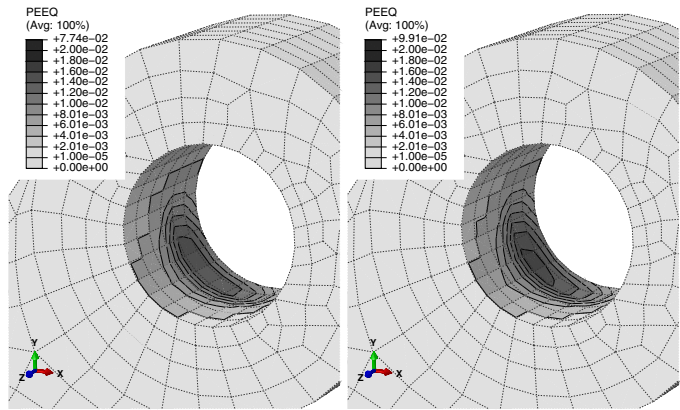 PEEQ
(Avg: 100%)
+7.74e−02
+2.00e−02
+1.80e−02
+1.60e−02
+1.40e−02
+1.20e−02
+1.00e−02
+8.01e−03
+6.01e−03
+4.01e−03
+2.01e−03
+1.00e−05
+0.00e+00
Y
Z
X
PEEQ
(Avg: 100%)
+9.91e−02
+2.00e−02
+1.80e−02
+1.60e−02
+1.40e−02
+1.20e−02
+1.00e−02
+8.01e−03
+6.01e−03
+4.01e−03
+2.01e−03
+1.00e−05
+0.00e+00
Y
Z
X